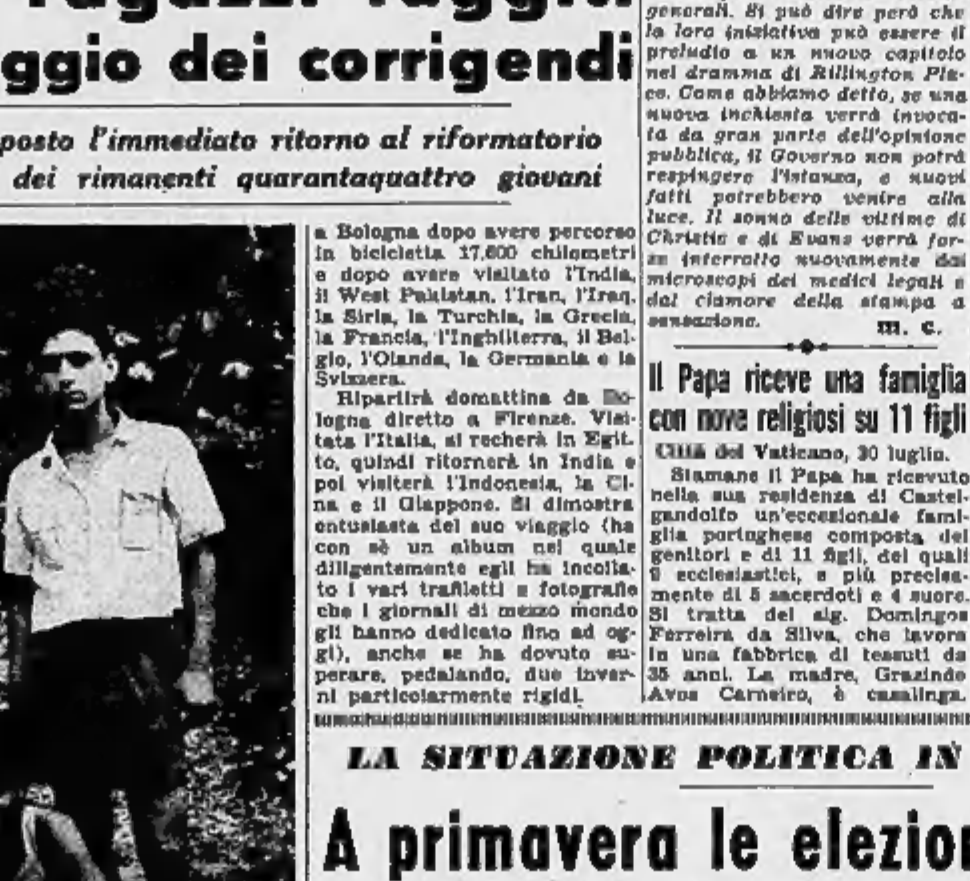 ggio dei corrigendi
posto l'immediato ritorno al riformatorio
dei rimanenti quarantaquattro giovani
a Bologna dopo avere percorso
in bicicletta 17.600 chilometri
e dopo avere visitato l'India,
il West Pakistan, l'Iran, l'Iraq,
la Siria, la Turchia, la Grecia,
la Francia, l'Inghilterra, il Bel-
gio, l'Olanda, la Germania e la
Svizzera.
Ripartirà domattina da Bo-
logna diretto a Firenze. Visi-
tata l'Italia, si recherà in Egit-
to, quindi ritornerà in India e
poi visiterà l'Indonesia, la Ci-
na e il Giappone. Si dimostra
entusiasta del suo viaggio (ha
con sè un album nel quale
diligentemente egli ha incolla-
to i vari trafiletti e fotografie
che i giornali di mezzo mondo
gli hanno dedicato fino ad og-
gi), anche se ha dovuto su-
perare, pedalando, due inver-
ni particolarmente rigidi.
generali. Si può dire però che
la loro iniziativa può essere il
preludio a un nuovo capitolo
nel dramma di Rillington Pla-
ce. Come abbiamo detto, se una
nuova inchiesta verrà invoca-
ta da gran parte dell'opinione
pubblica, il Governo non potrà
respingere l'istanza, e nuovi
fatti potrebbero venire alla
luce. Il sonno delle vittime di
Christie e di Evans verrà for-
se interrotto nuovamente dai
microscopi dei medici legali e
dal clamore della stampa a
sensazione.
m. c.
Il Papa riceve una famiglia
con nove religiosi su 11 figli
Città del Vaticano, 30 luglio.
Stamane il Papa ha ricevuto
nella sua residenza di Castel-
gandolfo un'eccezionale fami-
glia portoghese composta dei
genitori e di 11 figli, dei quali
9 ecclesiastici, e più precisa-
mente di 5 sacerdoti e 4 suore.
Si tratta del sig. Domingos
Ferreira da Silva, che lavora
in una fabbrica di tessuti da
35 anni. La madre, Grazinde
Avos Carneiro, è casalinga.
LA SITUAZIONE POLITICA IN
A primavera le elezio